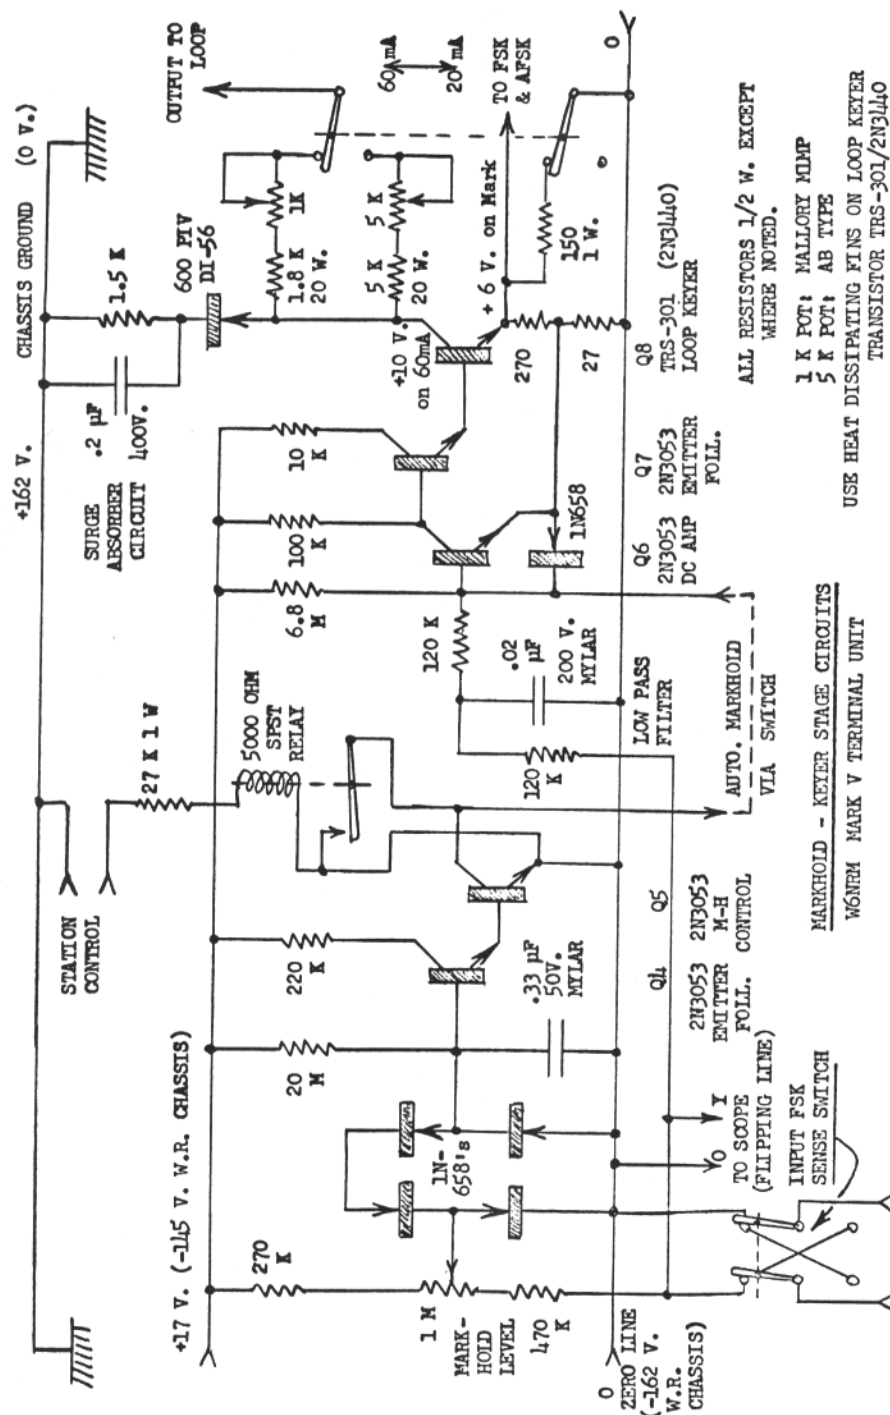 +162 V.
CHASSIS GROUND (0 V.)
SURGE
ABSORBER
CIRCUIT
.2 µF
400V.
1.5 K
600 PIV
DI-56
OUTPUT TO
LOOP
60 mA
20 mA
1K
1.8 K
20 W.
5 K
5 K
20 W.
STATION
CONTROL
27 K 1 W
5000 OHM
SPST
RELAY
+17 V. (-145 V. W.R. CHASSIS)
270
K
20
M
220
K
6.8
M
100
K
10
K
+10 V.
on 60mA
+ 6 V. on Mark
TO FSK
& AFSK
1 M
MARK-
HOLD
LEVEL
470
K
1N-
658's
.33 µF
50V.
MYLAR
120 K
120
K
.02
µF
200 V.
MYLAR
LOW PASS
FILTER
1N658
270
27
150
1 W.
O
O
ZERO LINE
(-162 V.
W.R.
CHASSIS)
Q4
2N3053
EMITTER
FOLL.
Q5
2N3053
M-H
CONTROL
Q6
2N3053
DC AMP
Q7
2N3053
EMITTER
FOLL.
Q8
TRS-301 (2N3440)
LOOP KEYER
AUTO. MARKHOLD
VIA SWITCH
O Y
TO SCOPE
(FLIPPING LINE)
INPUT FSK
SENSE SWITCH
MARKHOLD - KEYER STAGE CIRCUITS
W6NRM MARK V TERMINAL UNIT
ALL RESISTORS 1/2 W. EXCEPT
WHERE NOTED.
1 K POT: MALLORY M1MP
5 K POT: AB TYPE
USE HEAT DISSIPATING FINS ON LOOP KEYER
TRANSISTOR TRS-301/2N3440